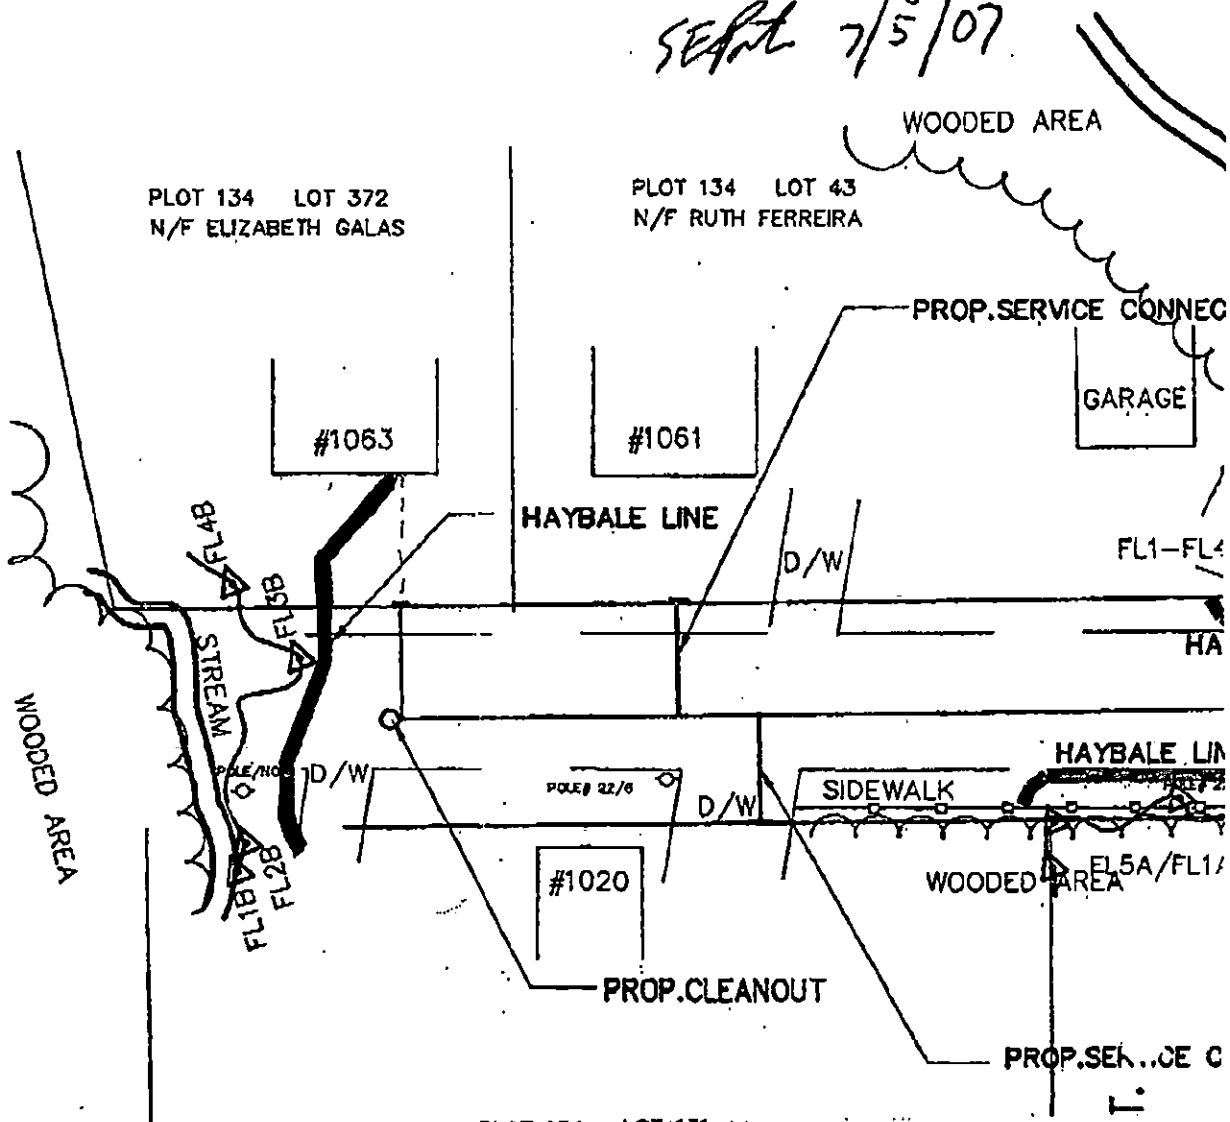 7/5/07
WOODED AREA
PLOT 134 LOT 372
N/F ELIZABETH GALAS
PLOT 134 LOT 43
N/F RUTH FERREIRA
PROP.SERVICE CONNEC
GARAGE
#1063
#1061
HAYBALE LINE
FL4B
FL3B
D/W
FL1-FL4
HA
STREAM
WOODED AREA
D/W
POLE# 22/6
D/W
SIDEWALK
HAYBALE LIN
FL5A/FL1A
WOODED AREA
#1020
FL2B
FL1B
PROP.CLEANOUT
PROP.SER
CE C
T.